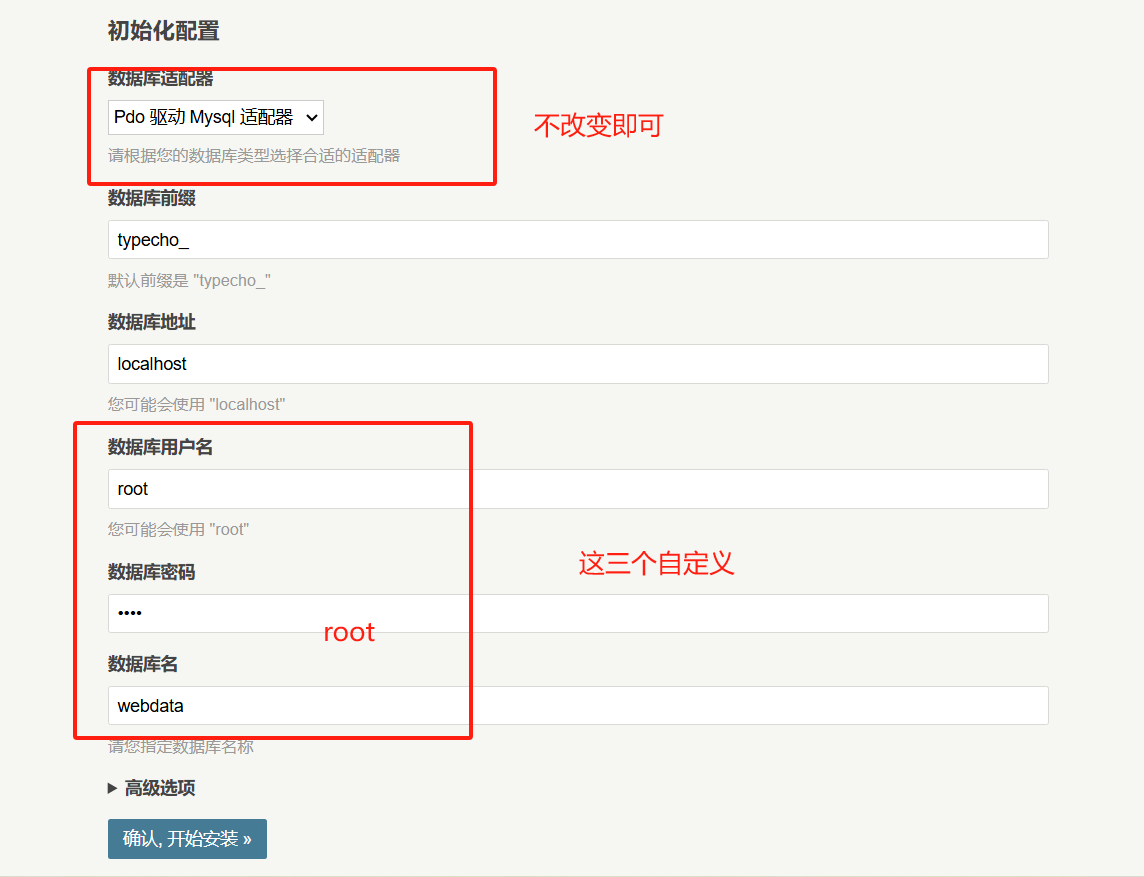 初始化配置
数据库适配器
Pdo 驱动 Mysql 适配器
不改变即可
请根据您的数据库类型选择合适的适配器
数据库前缀
typecho_
默认前缀是 "typecho_"
数据库地址
localhost
您可能会使用 "localhost"
数据库用户名
root
您可能会使用 "root"
这三个自定义
数据库密码
••••
root
数据库名
webdata
请您指定数据库名称
高级选项
确认, 开始安装 »